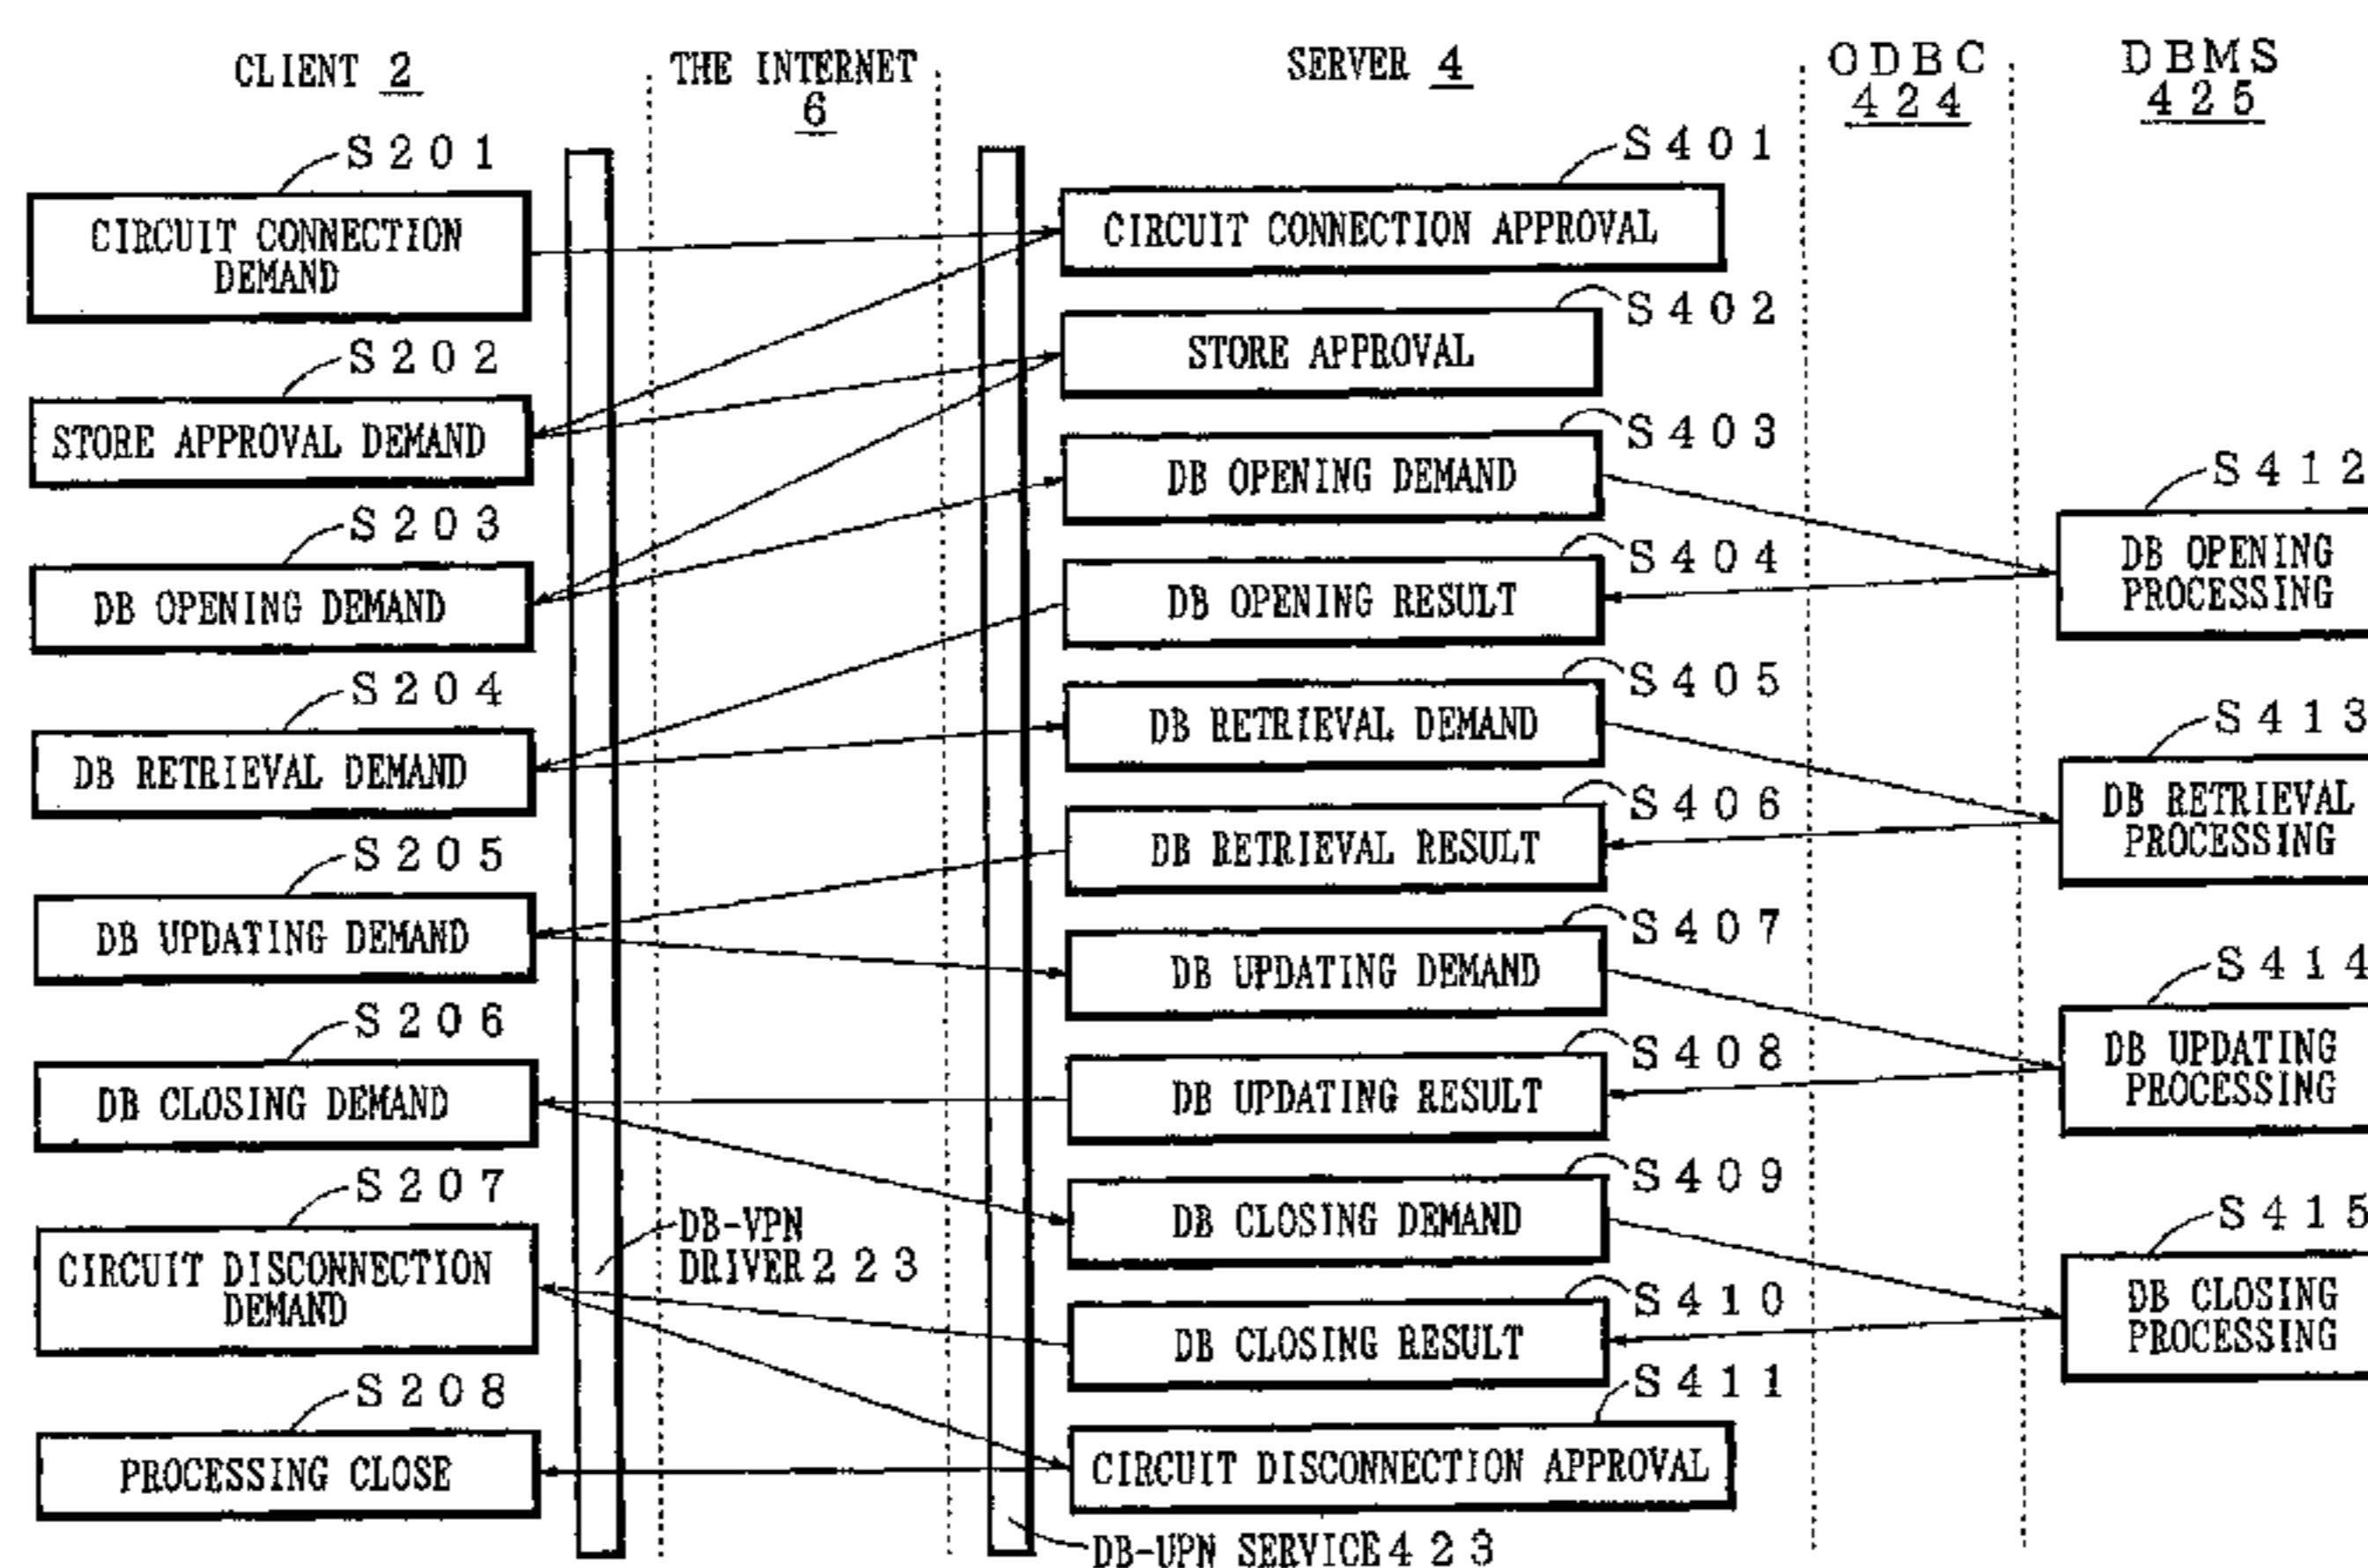 CLIENT 2
THE INTERNET
6
SERVER 4
ODBC
424
DBMS
425
S201
CIRCUIT CONNECTION
DEMAND
S202
STORE APPROVAL DEMAND
S203
DB OPENING DEMAND
S204
DB RETRIEVAL DEMAND
S205
DB UPDATING DEMAND
S206
DB CLOSING DEMAND
S207
CIRCUIT DISCONNECTION
DEMAND
S208
PROCESSING CLOSE
DB-VPN
DRIVER 223
S401
CIRCUIT CONNECTION APPROVAL
S402
STORE APPROVAL
S403
DB OPENING DEMAND
S404
DB OPENING RESULT
S405
DB RETRIEVAL DEMAND
S406
DB RETRIEVAL RESULT
S407
DB UPDATING DEMAND
S408
DB UPDATING RESULT
S409
DB CLOSING DEMAND
S410
DB CLOSING RESULT
S411
CIRCUIT DISCONNECTION APPROVAL
DB-UPN SERVICE 423
S412
DB OPENING
PROCESSING
S413
DB RETRIEVAL
PROCESSING
S414
DB UPDATING
PROCESSING
S415
DB CLOSING
PROCESSING